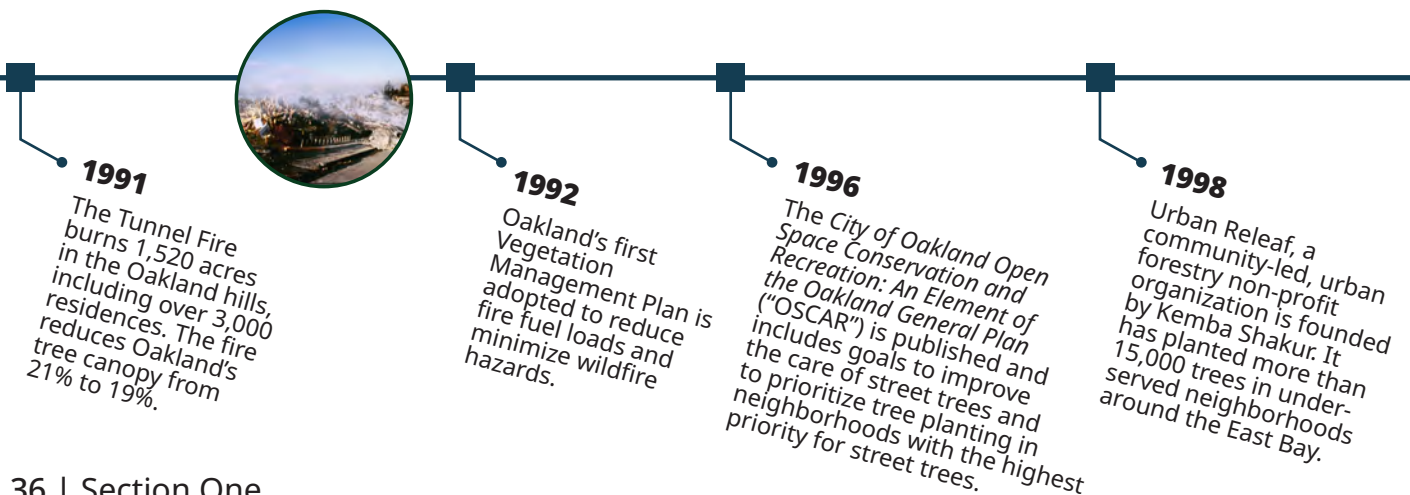 1991
The Tunnel Fire
burns 1,520 acres
in the Oakland hills,
including over 3,000
residences. The fire
reduces Oakland's
tree canopy from
21% to 19%.
1992
Oakland's first
Vegetation
Management Plan is
adopted to reduce
fire fuel loads and
minimize wildfire
hazards.
1996
The City of Oakland Open
Space Conservation and
Recreation: An Element of
the Oakland General Plan
("OSCAR") is published and
includes goals to improve
the care of street trees and
to prioritize tree planting in
neighborhoods with the highest
priority for street trees.
1998
Urban Releaf, a
community-led, urban
forestry non-profit
organization is founded
by Kemba Shakur. It
has planted more than
15,000 trees in under-
served neighborhoods
around the East Bay.
36 | Section One